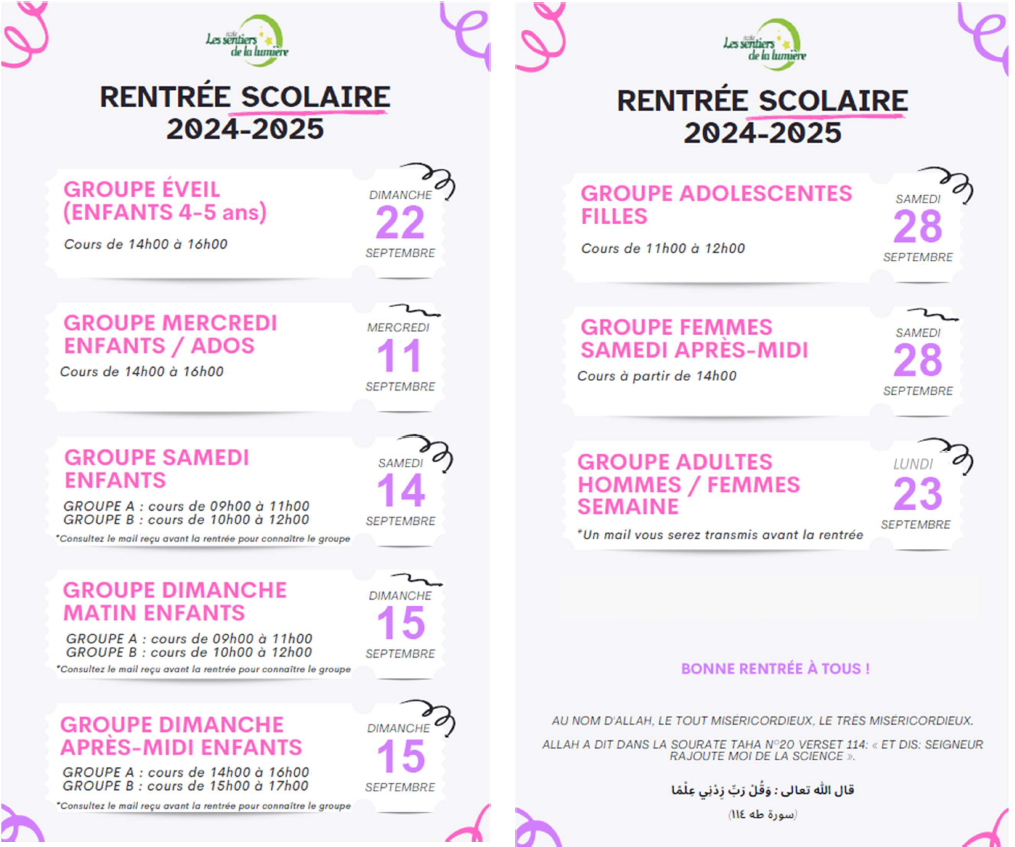 école
Les sentiers
de la lumière
RENTRÉE SCOLAIRE
2024-2025
GROUPE ÉVEIL
(ENFANTS 4-5 ans)
Cours de 14h00 à 16h00
DIMANCHE
22
SEPTEMBRE
GROUPE MERCREDI
ENFANTS / ADOS
Cours de 14h00 à 16h00
MERCREDI
11
SEPTEMBRE
GROUPE SAMEDI
ENFANTS
GROUPE A : cours de 09h00 à 11h00
GROUPE B : cours de 10h00 à 12h00
*Consultez le mail reçu avant la rentrée pour connaître le groupe
SAMEDI
14
SEPTEMBRE
GROUPE DIMANCHE
MATIN ENFANTS
GROUPE A : cours de 09h00 à 11h00
GROUPE B : cours de 10h00 à 12h00
*Consultez le mail reçu avant la rentrée pour connaître le groupe
DIMANCHE
15
SEPTEMBRE
GROUPE DIMANCHE
APRÈS-MIDI ENFANTS
GROUPE A : cours de 14h00 à 16h00
GROUPE B : cours de 15h00 à 17h00
*Consultez le mail reçu avant la rentrée pour connaître le groupe
DIMANCHE
15
SEPTEMBRE
école
Les sentiers
de la lumière
RENTRÉE SCOLAIRE
2024-2025
GROUPE ADOLESCENTES
FILLES
Cours de 11h00 à 12h00
SAMEDI
28
SEPTEMBRE
GROUPE FEMMES
SAMEDI APRÈS-MIDI
Cours à partir de 14h00
SAMEDI
28
SEPTEMBRE
GROUPE ADULTES
HOMMES / FEMMES
SEMAINE
*Un mail vous serez transmis avant la rentrée
LUNDI
23
SEPTEMBRE
BONNE RENTRÉE À TOUS !
AU NOM D'ALLAH, LE TOUT MISERICORDIEUX, LE TRÈS MISÉRICORDIEUX.
ALLAH A DIT DANS LA SOURATE TAHA N°20 VERSET 114: « ET DIS: SEIGNEUR
RAJOUTE MOI DE LA SCIENCE ».
قال الله تعالى : وَقُلْ رَبِّ زِدْنِي عِلْمًا
(سورة طه ١١٤)